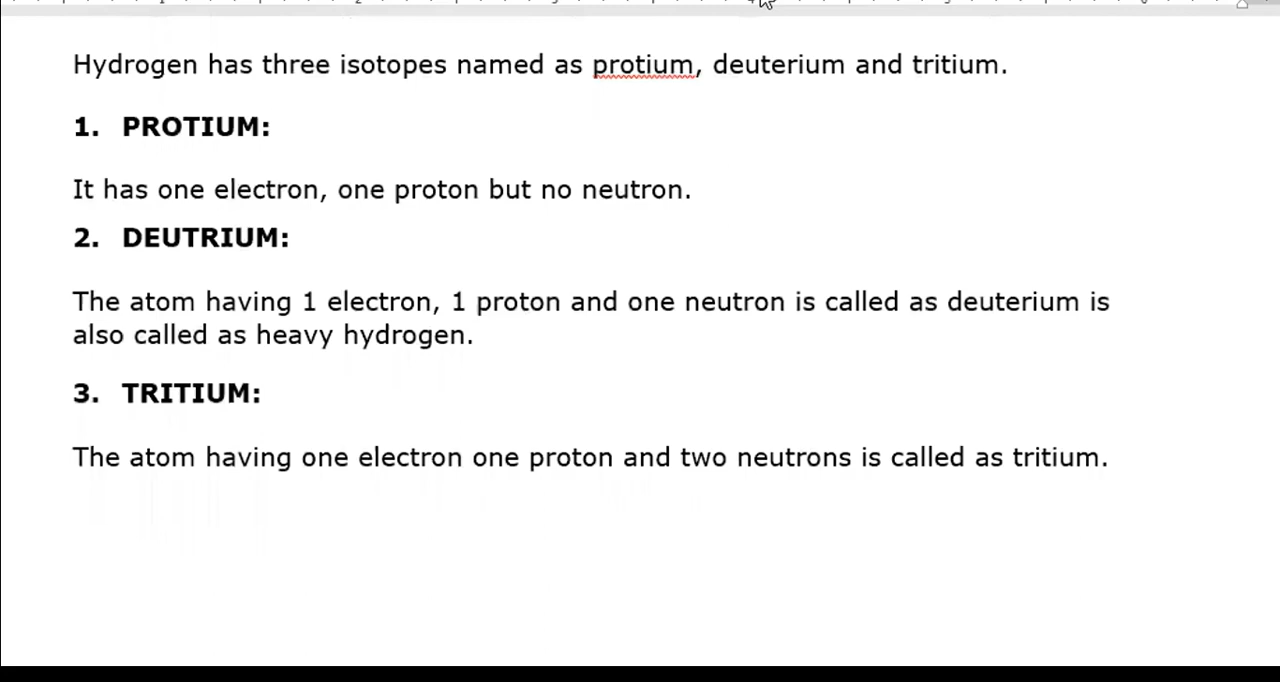 Hydrogen has three isotopes named as protium, deuterium and tritium.
1. PROTIUM:
It has one electron, one proton but no neutron.
2. DEUTRIUM:
The atom having 1 electron, 1 proton and one neutron is called as deuterium is
also called as heavy hydrogen.
3. TRITIUM:
The atom having one electron one proton and two neutrons is called as tritium.